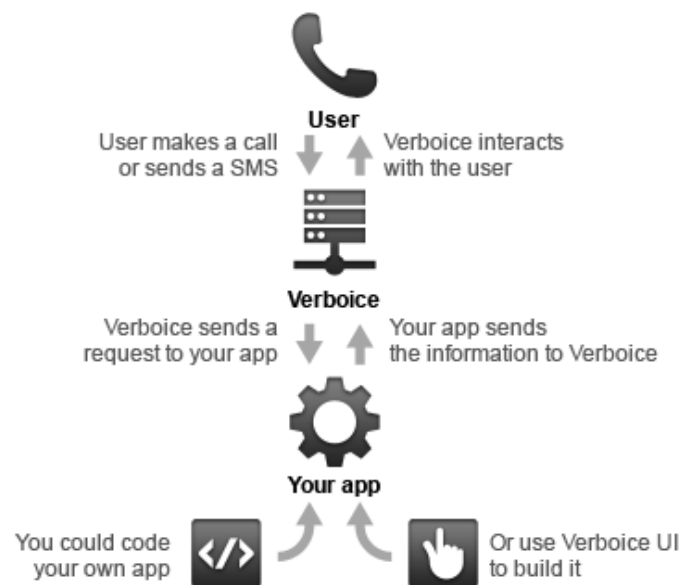 User
User makes a call
or sends a SMS
Verboice interacts
with the user
Verboice
Verboice sends a
request to your app
Your app sends
the information to Verboice
Your app
You could code
your own app
</>
Or use Verboice UI
to build it